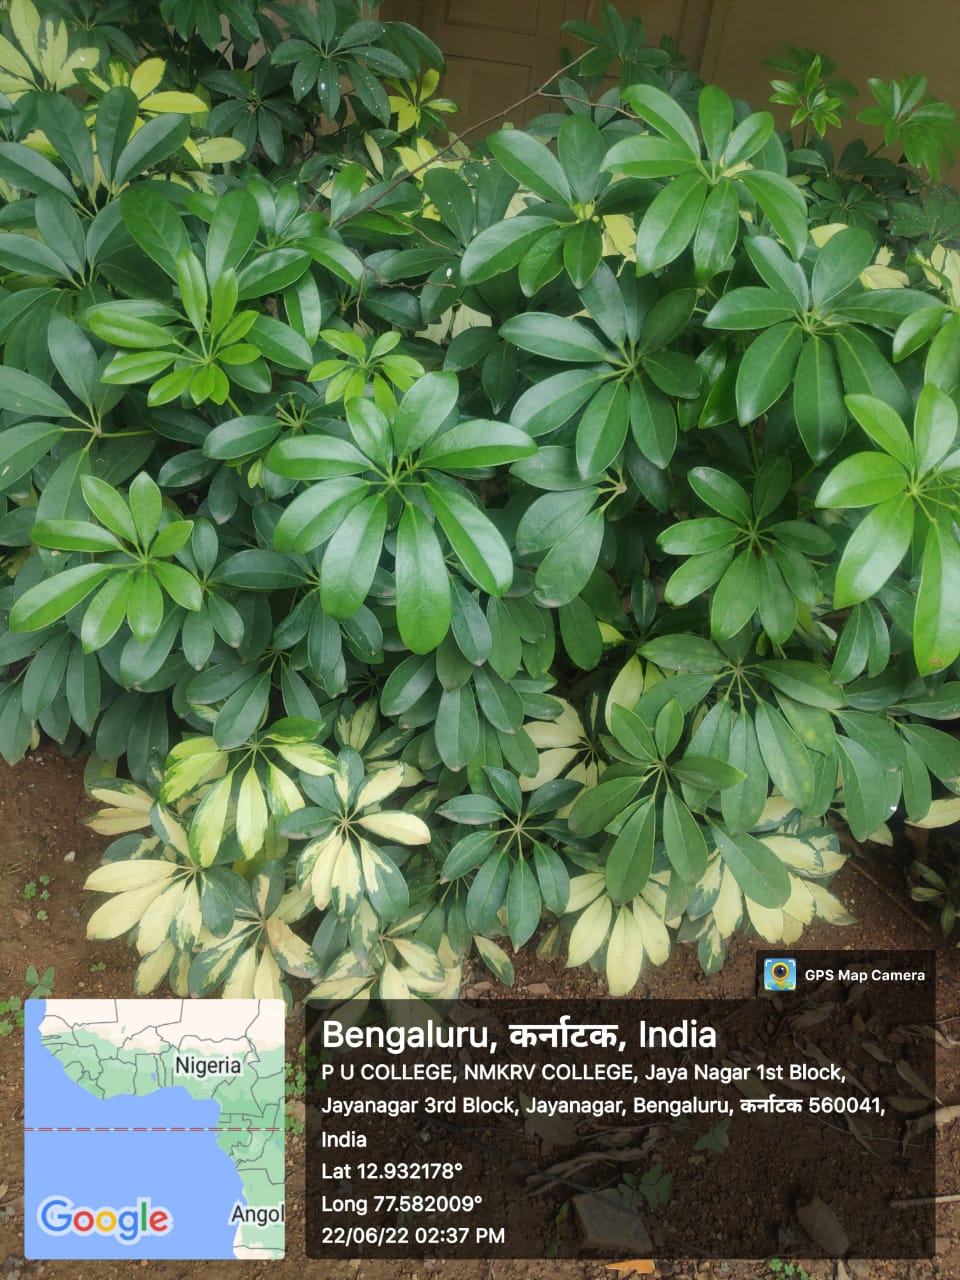 GPS Map Camera
Bengaluru, कर्नाटक, India
P U COLLEGE, NMKRV COLLEGE, Jaya Nagar 1st Block,
Jayanagar 3rd Block, Jayanagar, Bengaluru, कर्नाटक 560041,
India
Lat 12.932178°
Long 77.582009°
22/06/22 02:37 PM
Nigeria
Angol
Google